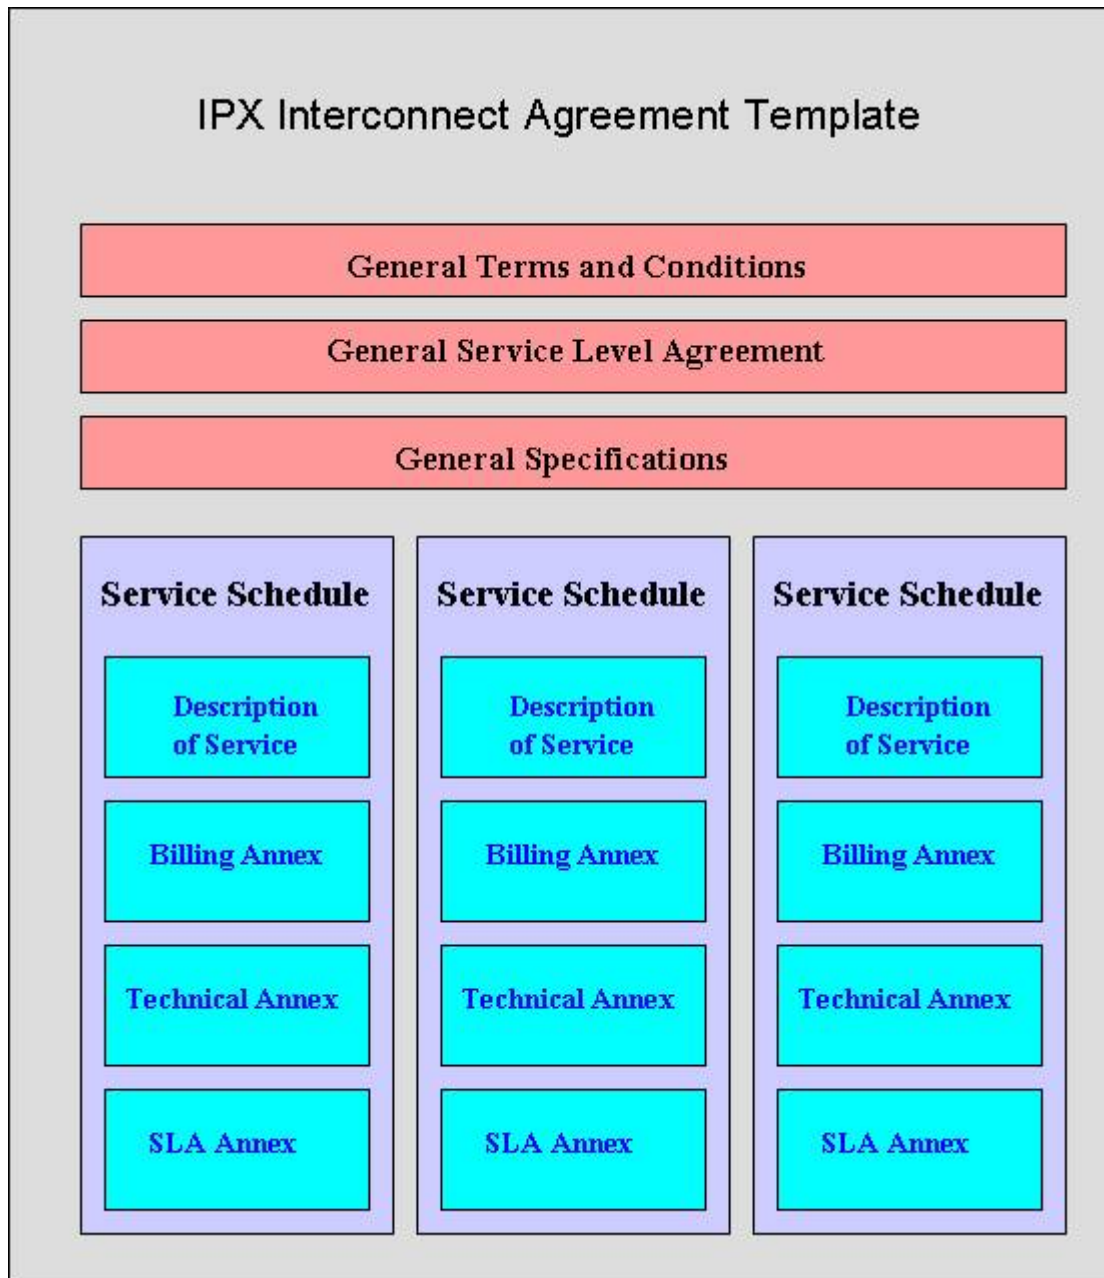 IPX Interconnect Agreement Template
General Terms and Conditions
General Service Level Agreement
General Specifications
Service Schedule
Description
of Service
Billing Annex
Technical Annex
SLA Annex
Service Schedule
Description
of Service
Billing Annex
Technical Annex
SLA Annex
Service Schedule
Description
of Service
Billing Annex
Technical Annex
SLA Annex